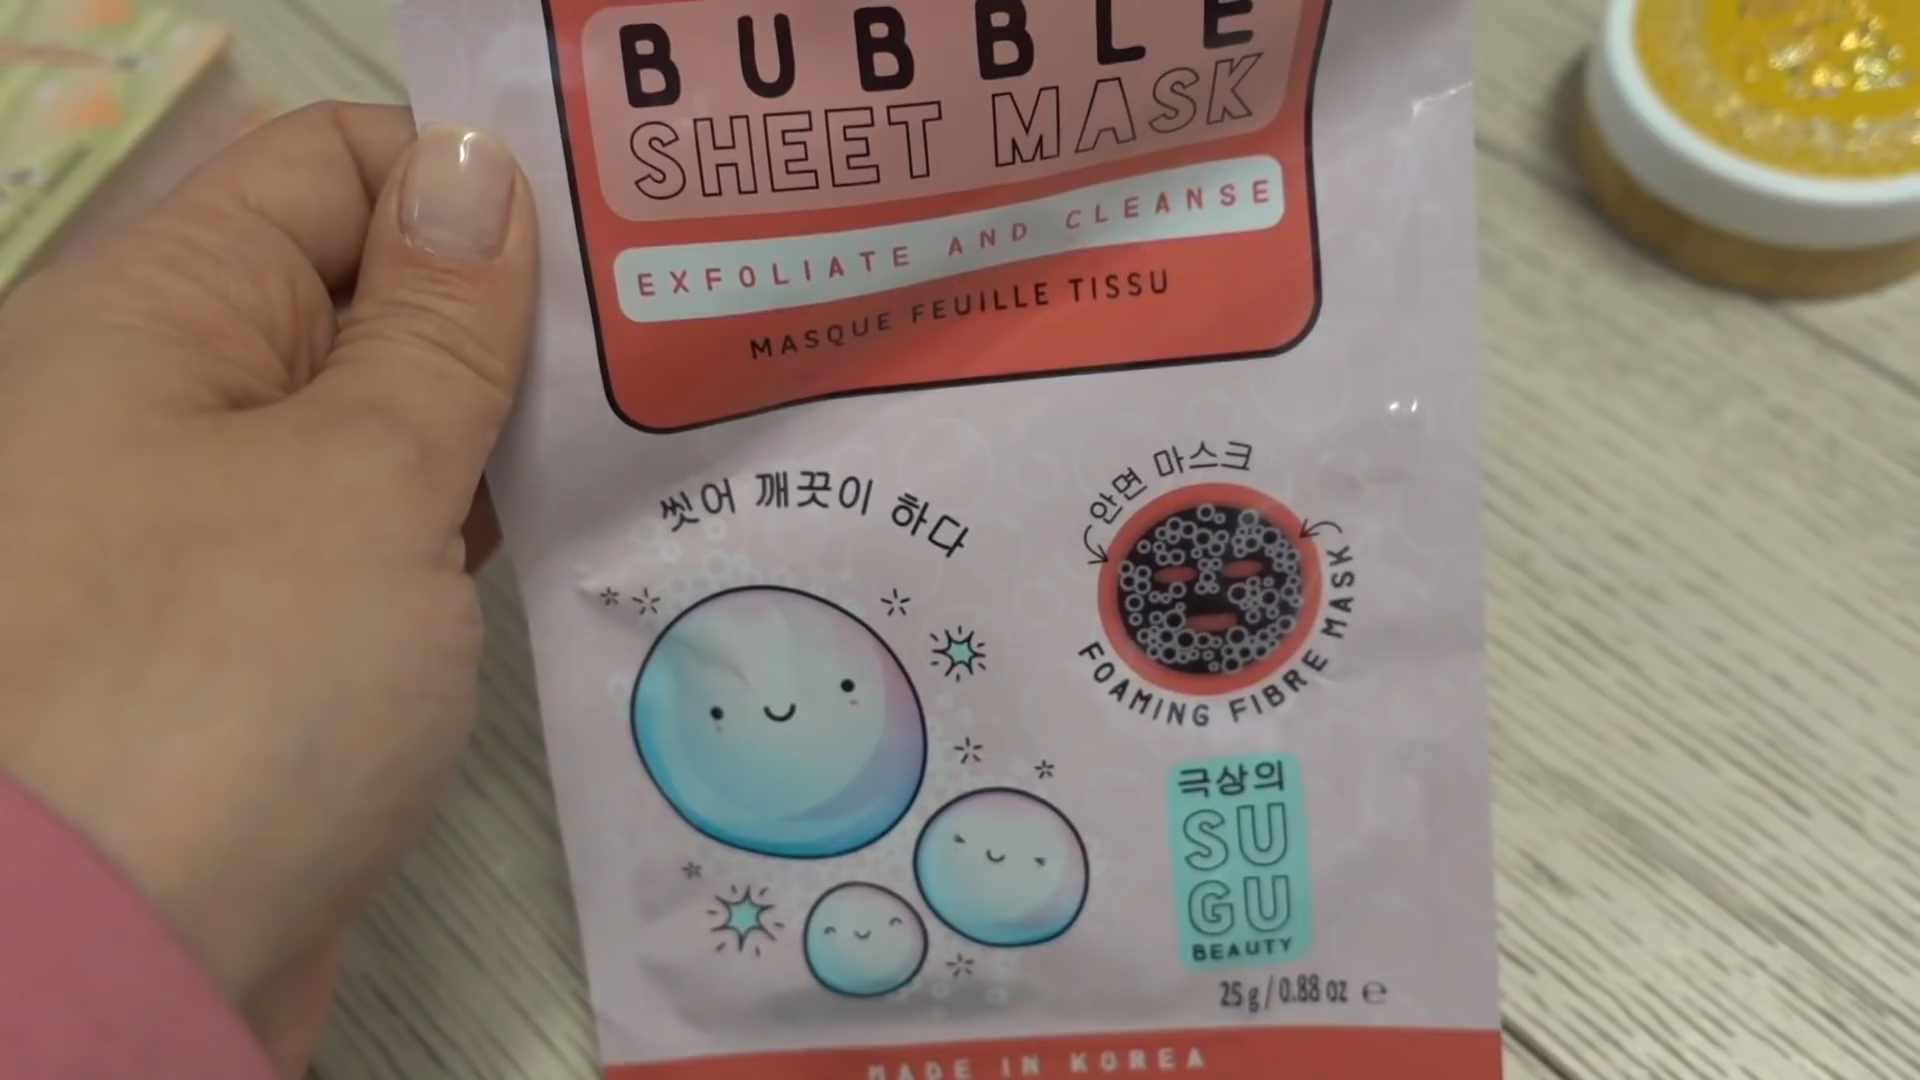 BUBBLE
SHEET MASK
EXFOLIATE AND CLEANSE
MASQUE FEUILLE TISSU
씻어 깨끗이 하다
안면 마스크
FOAMING FIBRE MASK
극상의
SU
GU
BEAUTY
25 g / 0.88 oz ℮
MADE IN KOREA